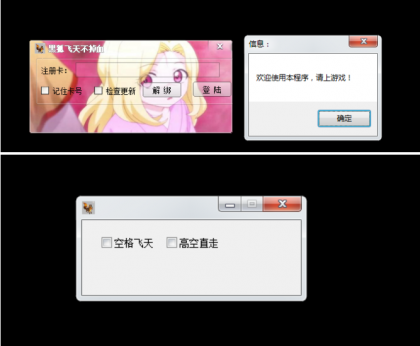 黑狐飞天不掉血
信息：
注册卡：
欢迎使用本程序，请上游戏！
记住卡号
检查更新
解 绑
登 陆
确定
空格飞天
高空直走